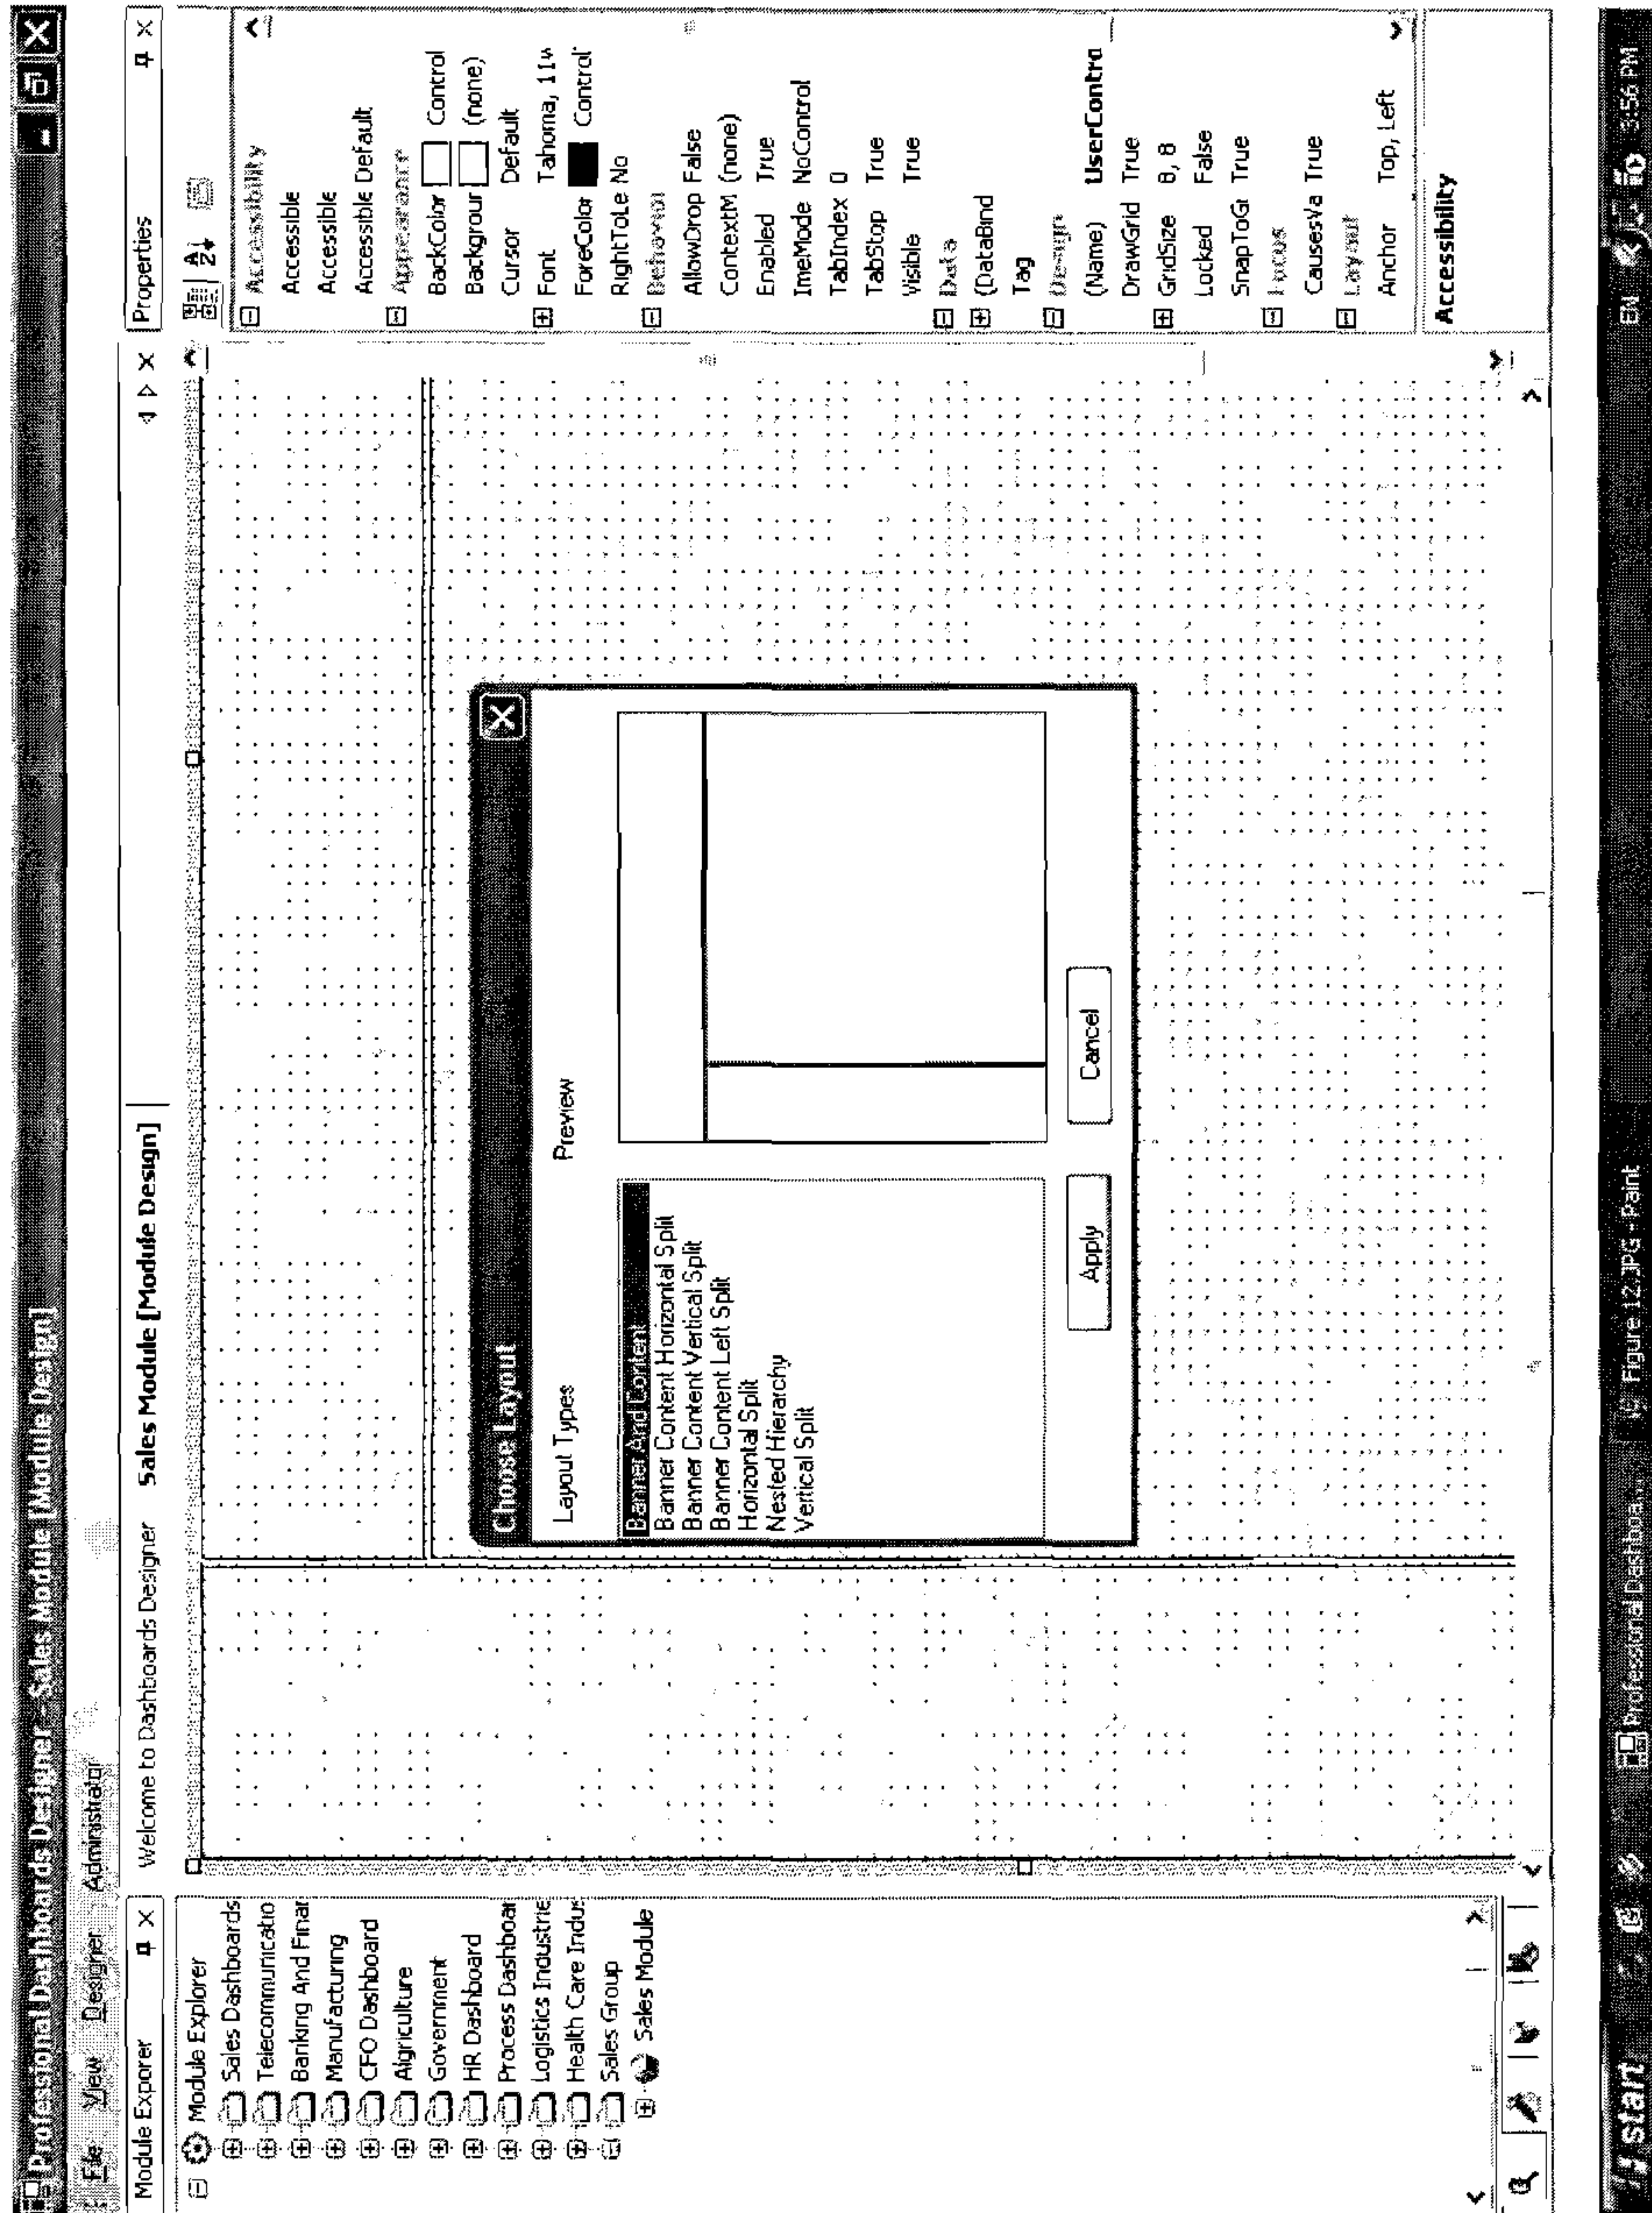 Professional Dashboards Designer - Sales Module [Module Design]
File View Designer Administrator
Module Exporer
Module Explorer
Sales Dashboards
Telecommunicatio
Banking And Finar
Manufacturing
CFO Dashboard
Algriculture
Government
HR Dashboard
Process Dashboar
Logistics Industrie
Health Care Indus
Sales Group
Sales Module
Welcome to Dashboards Designer Sales Module [Module Design]
Choose Layout
Layout Types
Banner And Content
Banner Content Horizontal Split
Banner Content Vertical Split
Banner Content Left Split
Horizontal Split
Nested Hierarchy
Vertical Split
Preview
Apply Cancel
Properties
Accessibility
Accessible
Accessible
Accessible Default
Appearance
BackColor Control
Backgrour (none)
Cursor Default
Font Tahoma, 11w
ForeColor Control
RightToLe No
Behavior
AllowDrop False
ContextM (none)
Enabled True
ImeMode NoControl
TabIndex 0
TabStop True
Visible True
Data
(DataBind
Tag
Design
(Name) UserContro
DrawGrid True
GridSize 8, 8
Locked False
SnapToGr True
Focus
CausesVa True
Layout
Anchor Top, Left
Accessibility
start Professional Dashboa... Figure 12.JPG - Paint EN 3:56 PM